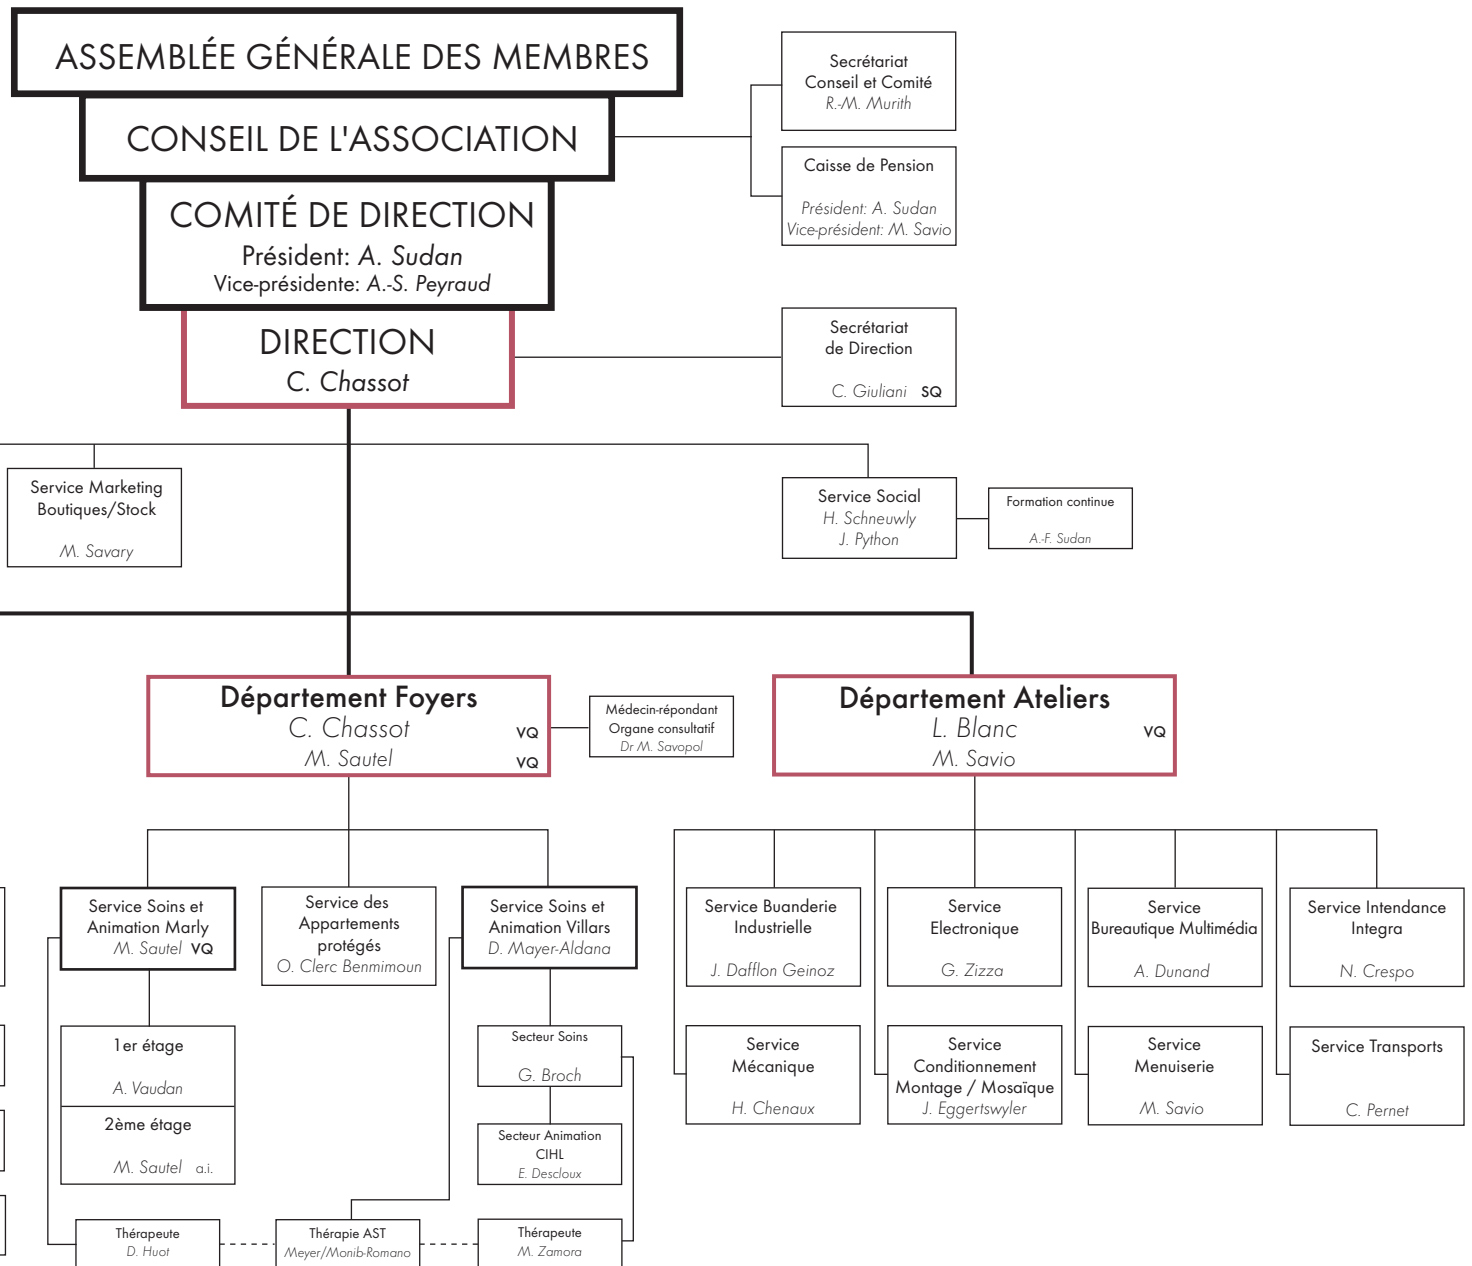 ASSEMBLÉE GÉNÉRALE DES MEMBRES
CONSEIL DE L'ASSOCIATION
COMITÉ DE DIRECTION
Président: A. Sudan
Vice-présidente: A.-S. Peyraud
DIRECTION
C. Chassot
Secrétariat
Conseil et Comité
R.-M. Murith
Caisse de Pension
Président: A. Sudan
Vice-président: M. Savio
Secrétariat
de Direction
C. Giuliani SQ
Service Marketing
Boutiques/Stock
M. Savary
Service Social
H. Schneuwly
J. Python
Formation continue
A.-F. Sudan
Département Foyers
C. Chassot VQ
M. Sautel VQ
Médecin-répondant
Organe consultatif
Dr M. Savopol
Département Ateliers
L. Blanc VQ
M. Savio
Service Soins et
Animation Marly
M. Sautel VQ
Service des
Appartements
protégés
O. Clerc Benmimoun
Service Soins et
Animation Villars
D. Mayer-Aldana
Service Buanderie
Industrielle
J. Dafflon Geinoz
Service
Electronique
G. Zizza
Service
Bureautique Multimédia
A. Dunand
Service Intendance
Integra
N. Crespo
1er étage
A. Vaudan
2ème étage
M. Sautel a.i.
Secteur Soins
G. Broch
Secteur Animation
CIHL
E. Descloux
Service
Mécanique
H. Chenaux
Service
Conditionnement
Montage / Mosaïque
J. Eggertswyler
Service
Menuiserie
M. Savio
Service Transports
C. Pernet
Thérapeute
D. Huot
Thérapie AST
Meyer/Monib-Romano
Thérapeute
M. Zamora